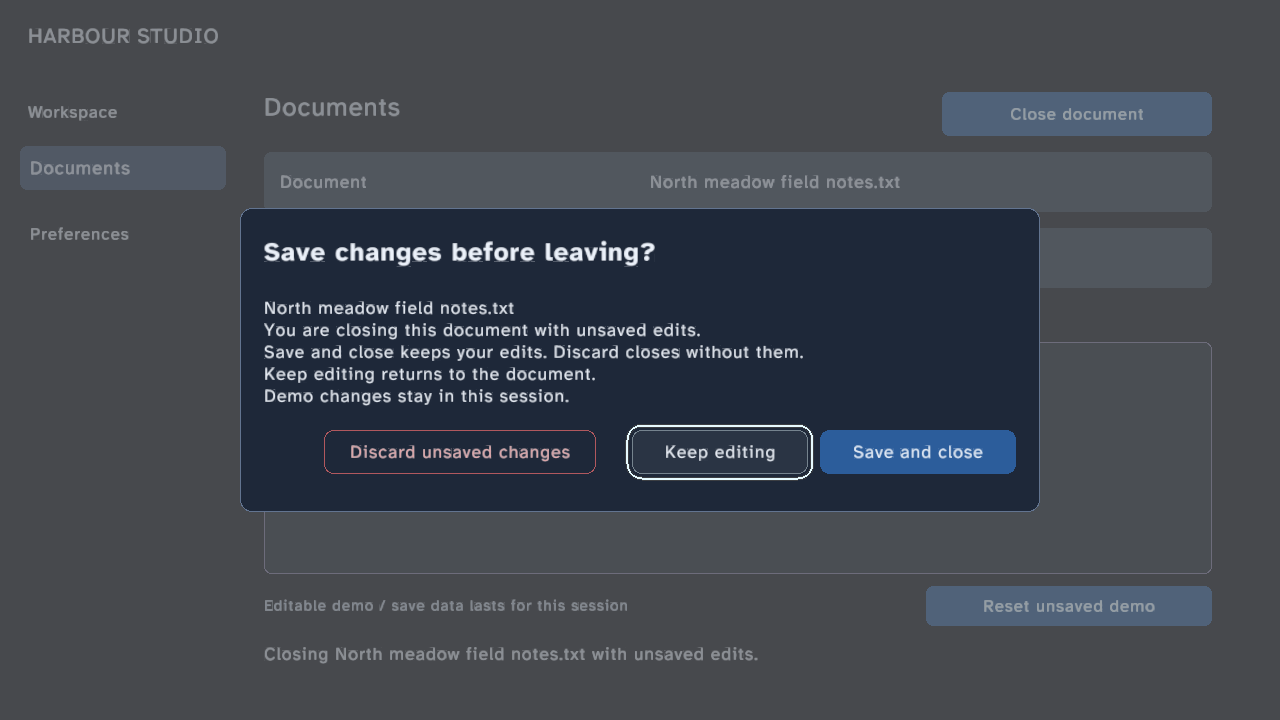 HARBOUR STUDIO
Workspace
Documents
Preferences
Documents
Close document
Document
North meadow field notes.txt
Save changes before leaving?
North meadow field notes.txt
You are closing this document with unsaved edits.
Save and close keeps your edits. Discard closes without them.
Keep editing returns to the document.
Demo changes stay in this session.
Discard unsaved changes
Keep editing
Save and close
Editable demo / save data lasts for this session
Reset unsaved demo
Closing North meadow field notes.txt with unsaved edits.